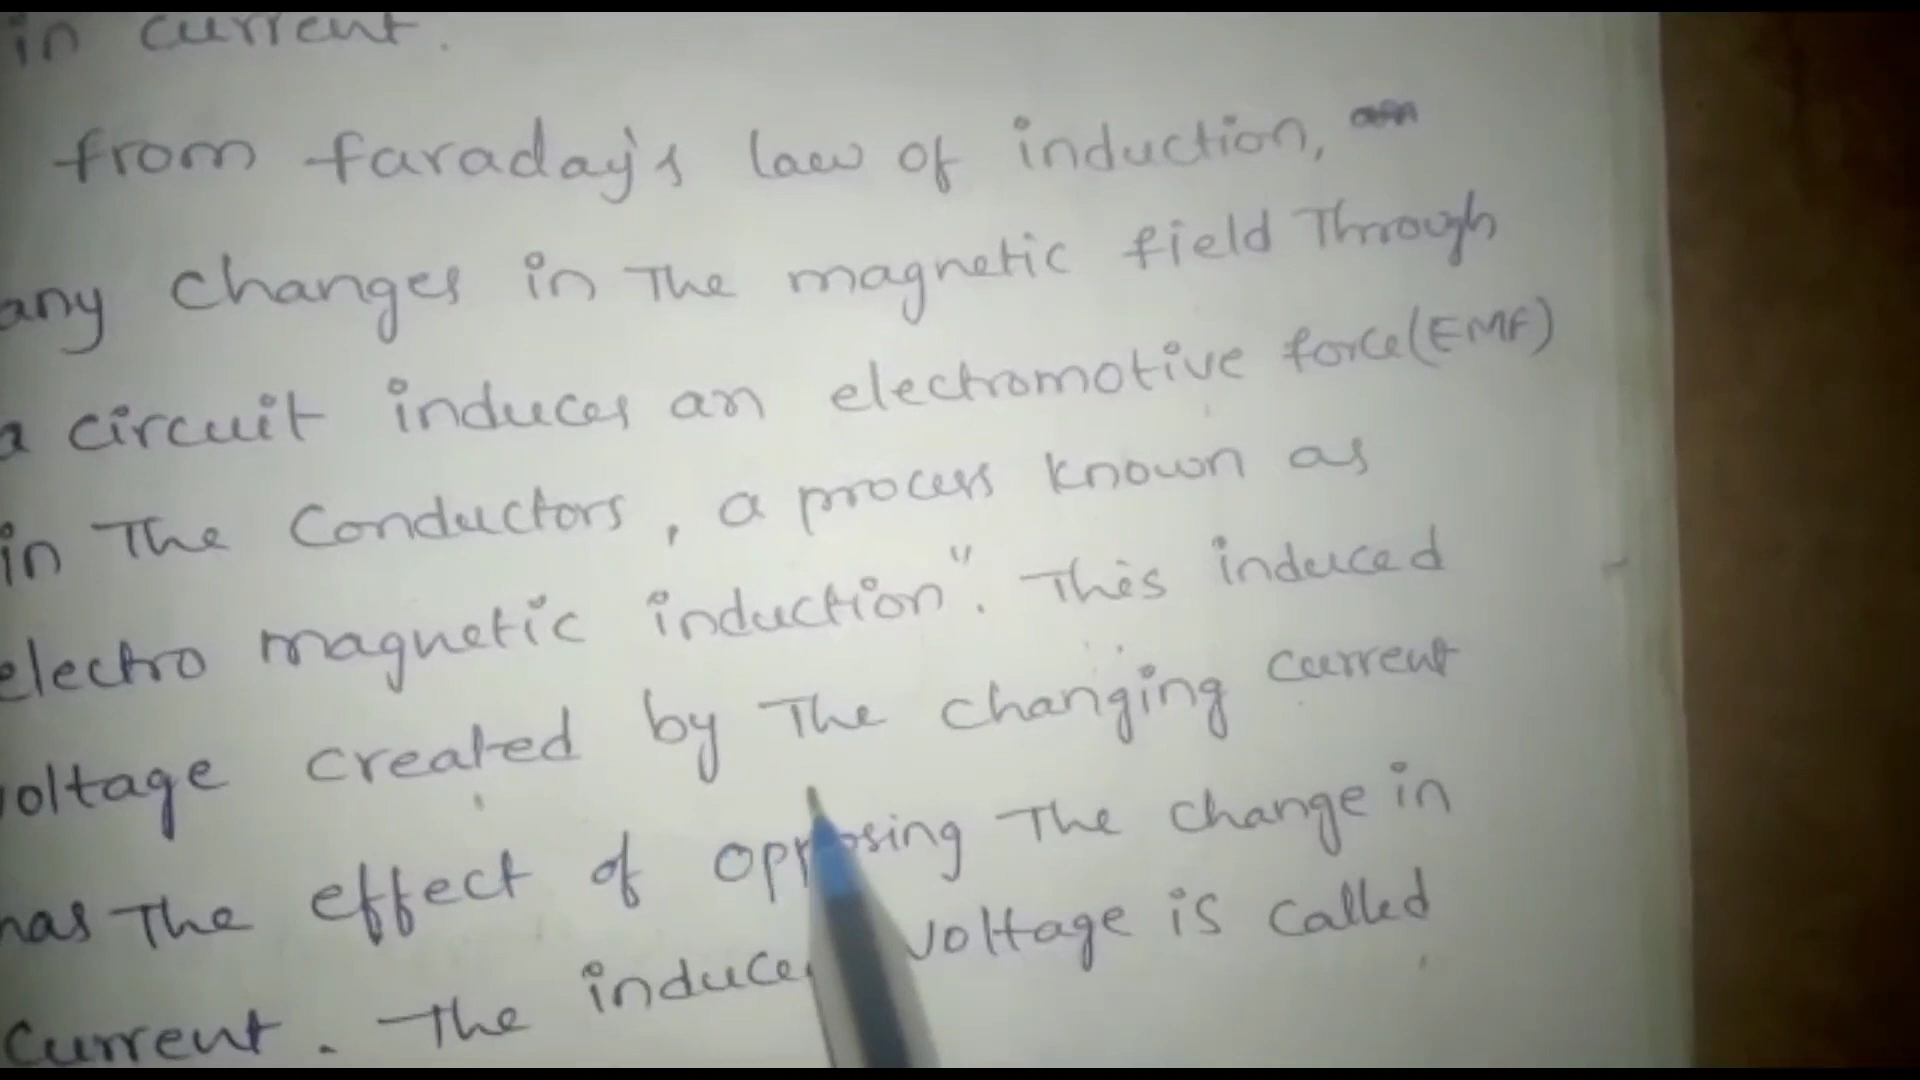 in current.
from faraday's law of induction,
any changes in The magnetic field Through
a circuit induces an electromotive force(EMF)
in The Conductors, a process known as
electro magnetic induction". This induced
voltage created by The changing current
has The effect of opposing The change in
Current. The induced voltage is called